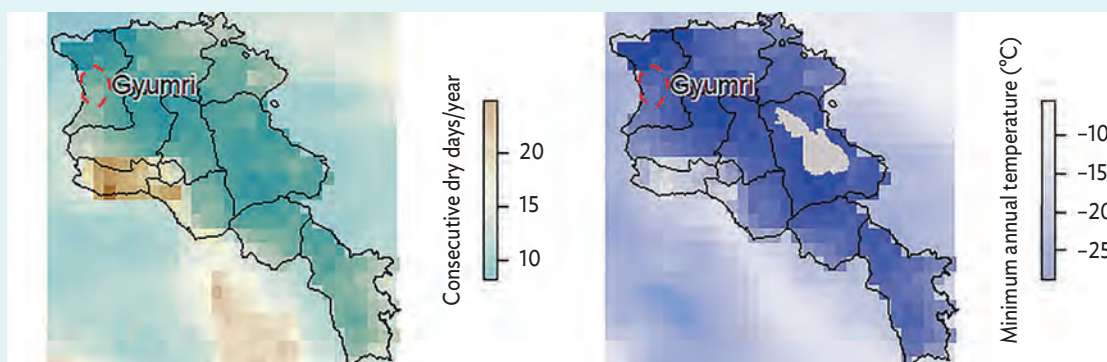 Gyumri
Consecutive dry days/year
20
15
10
Gyumri
Minimum annual temperature (°C)
–10
–15
–20
–25